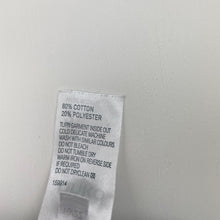 80% COTTON
20% POLYESTER
TURN GARMENT INSIDE OUT
COLD DELICATE MACHINE
WASH WITH SIMILAR COLOURS
DO NOT BLEACH
DO NOT TUMBLE DRY
WARM IRON ON REVERSE SIDE
IF REQUIRED
DO NOT DRYCLEAN